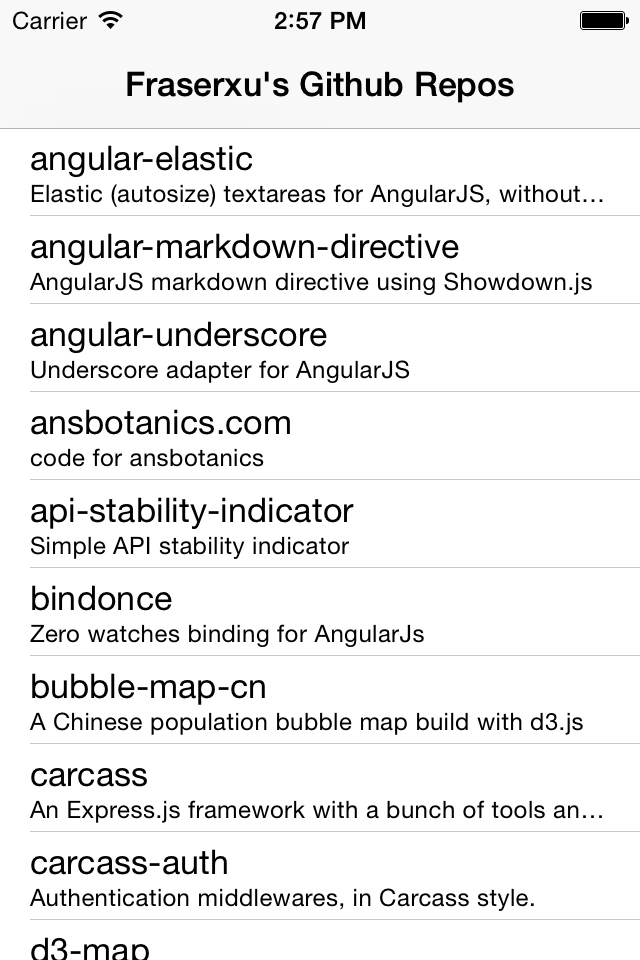 Carrier 2:57 PM
Fraserxu's Github Repos
angular-elastic
Elastic (autosize) textareas for AngularJS, without…
angular-markdown-directive
AngularJS markdown directive using Showdown.js
angular-underscore
Underscore adapter for AngularJS
ansbotanics.com
code for ansbotanics
api-stability-indicator
Simple API stability indicator
bindonce
Zero watches binding for AngularJs
bubble-map-cn
A Chinese population bubble map build with d3.js
carcass
An Express.js framework with a bunch of tools an…
carcass-auth
Authentication middlewares, in Carcass style.
d3-map